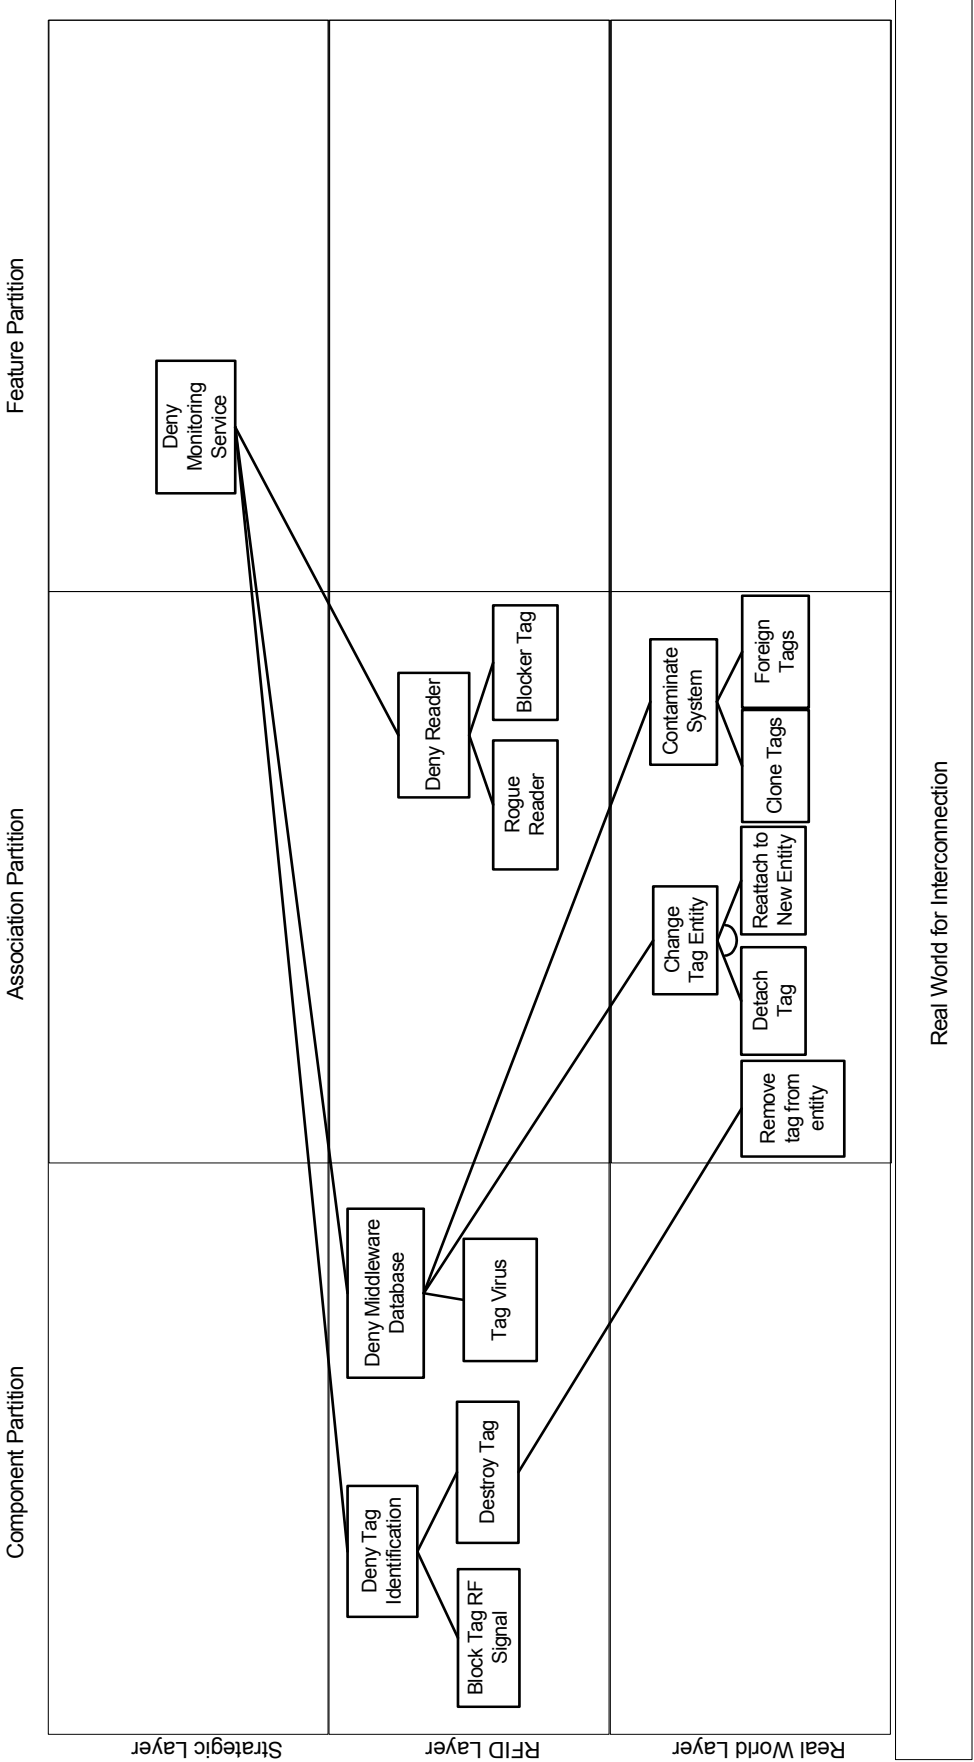 Component Partition
Association Partition
Feature Partition
Strategic Layer
Deny
Monitoring
Service
RFID Layer
Deny Tag
Identification
Deny Middleware
Database
Deny Reader
Block Tag RF
Signal
Destroy Tag
Tag Virus
Rogue
Reader
Blocker Tag
Real World Layer
Change
Tag Entity
Contaminate
System
Remove
tag from
entity
Detach
Tag
Reattach to
New Entity
Clone Tags
Foreign
Tags
Real World for Interconnection